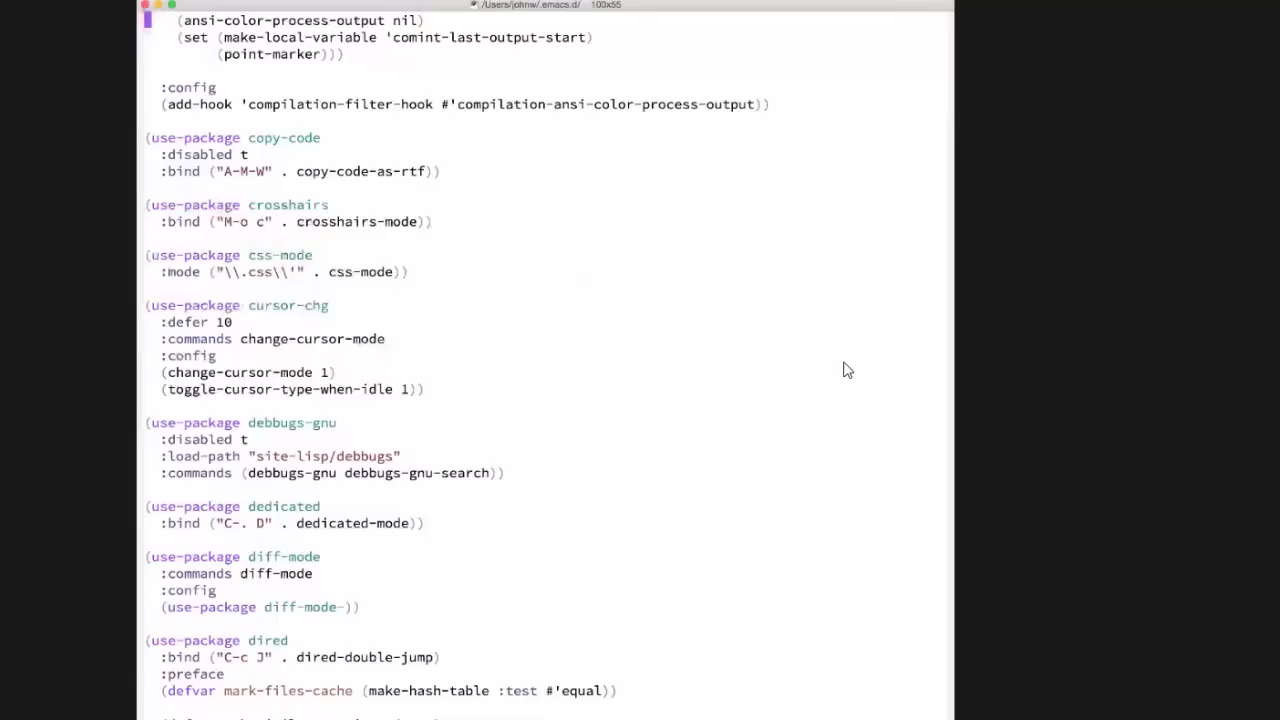 /Users/johnw/.emacs.d/ 100x55
(ansi-color-process-output nil)
(set (make-local-variable 'comint-last-output-start)
(point-marker)))
:config
(add-hook 'compilation-filter-hook #'compilation-ansi-color-process-output))
(use-package copy-code
:disabled t
:bind ("A-M-W" . copy-code-as-rtf))
(use-package crosshairs
:bind ("M-o c" . crosshairs-mode))
(use-package css-mode
:mode ("\\.css\\'" . css-mode))
(use-package cursor-chg
:defer 10
:commands change-cursor-mode
:config
(change-cursor-mode 1)
(toggle-cursor-type-when-idle 1))
(use-package debbugs-gnu
:disabled t
:load-path "site-lisp/debbugs"
:commands (debbugs-gnu debbugs-gnu-search))
(use-package dedicated
:bind ("C-. D" . dedicated-mode))
(use-package diff-mode
:commands diff-mode
:config
(use-package diff-mode-))
(use-package dired
:bind ("C-c J" . dired-double-jump)
:preface
(defvar mark-files-cache (make-hash-table :test #'equal))